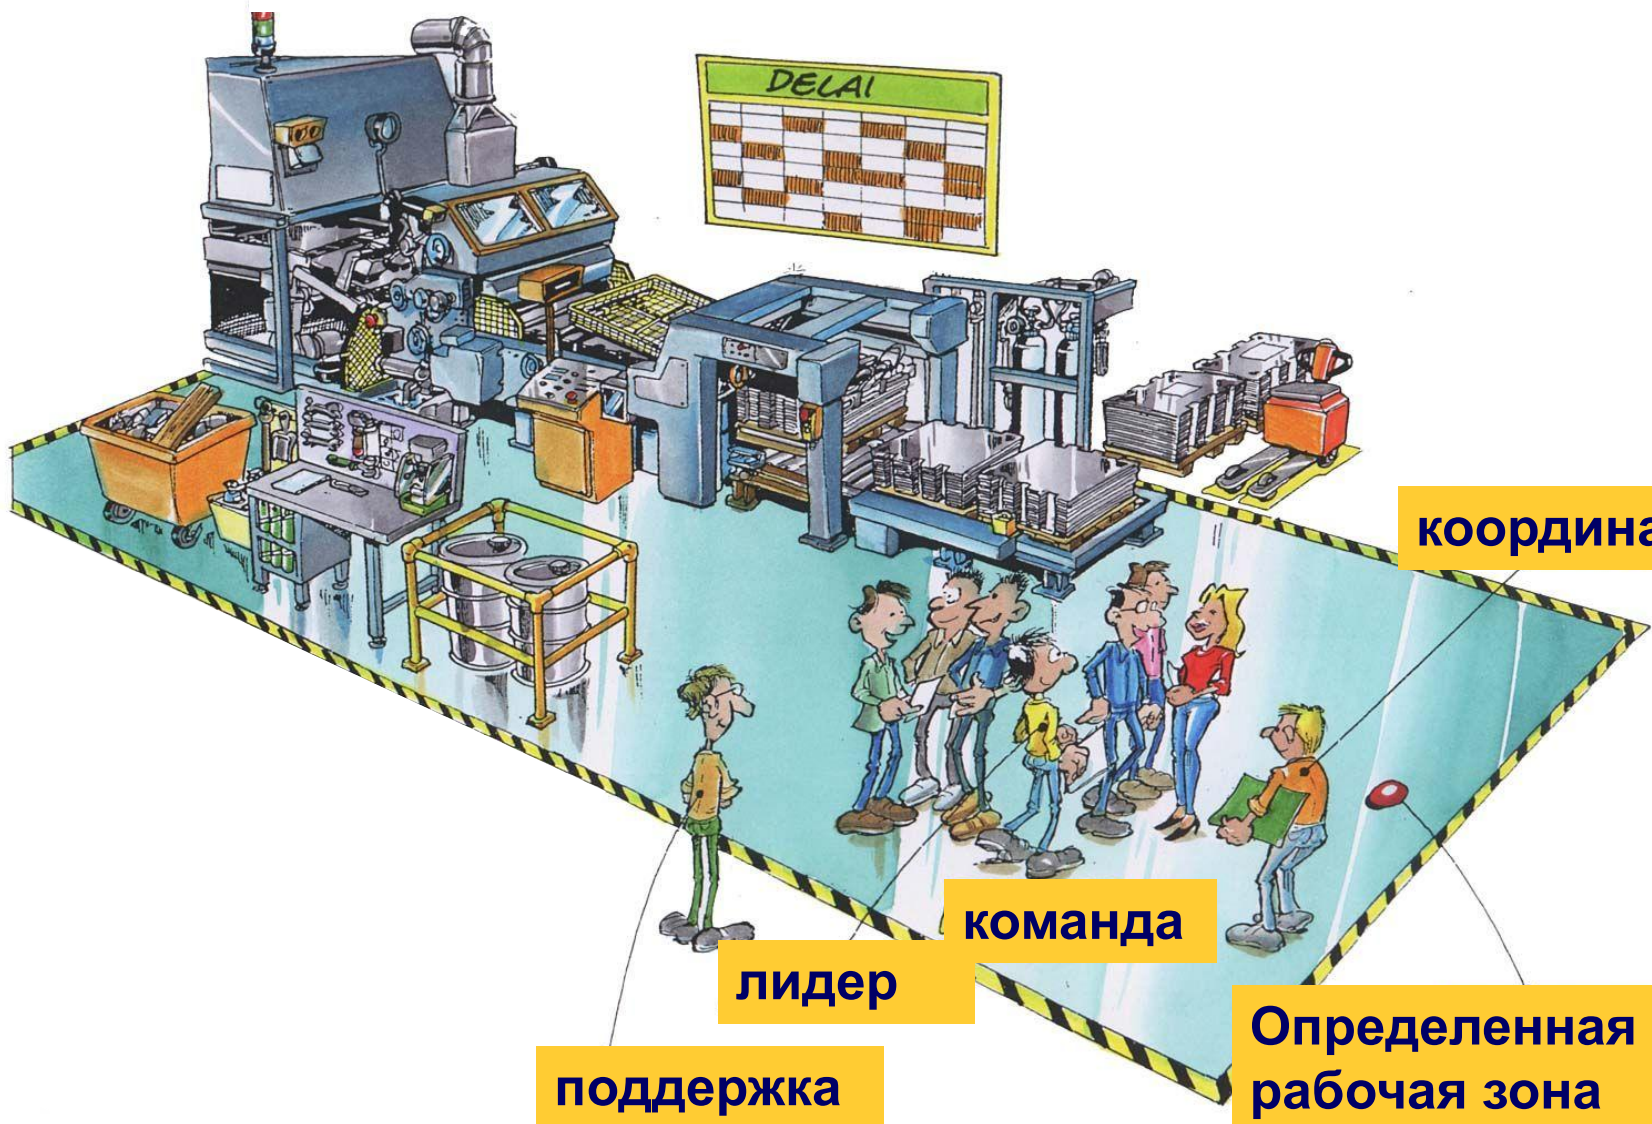 DELAI
координа
команда
лидер
Определенная
рабочая зона
поддержка